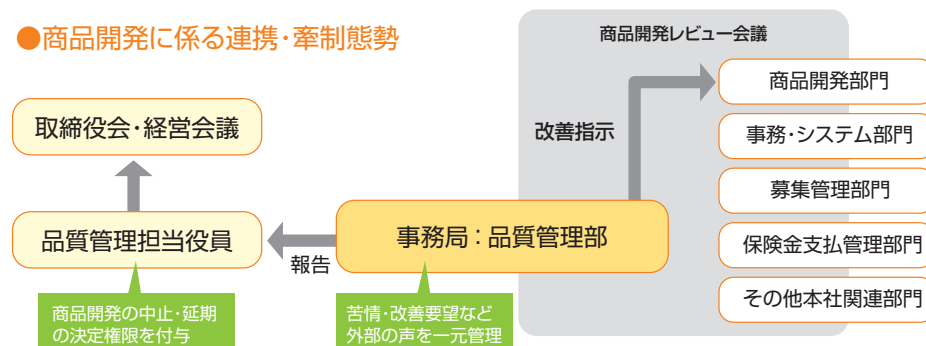 ●商品開発に係る連携・牽制態勢
商品開発レビュー会議
商品開発部門
取締役会・経営会議
改善指示
事務・システム部門
募集管理部門
品質管理担当役員
事務局：品質管理部
保険金支払管理部門
報告
その他本社関連部門
商品開発の中止・延期
の決定権限を付与
苦情・改善要望など
外部の声を一元管理